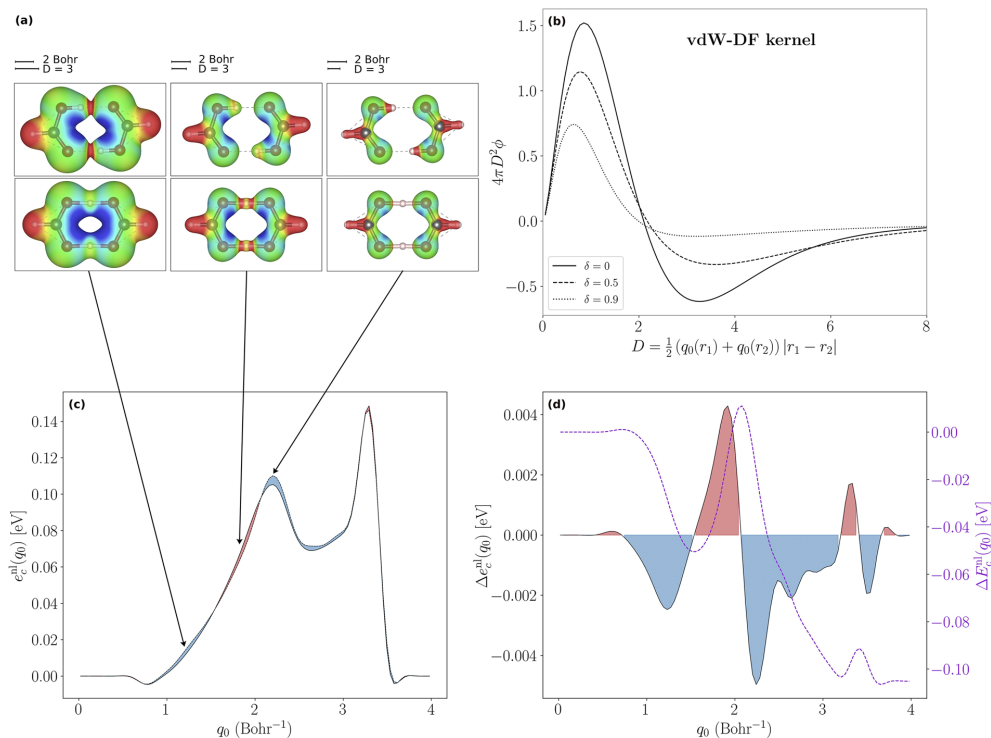 (a)
2 Bohr
D = 3
2 Bohr
D = 3
2 Bohr
D = 3
(b)
vdW-DF kernel
4πD²ϕ
1.5
1.0
0.5
0.0
−0.5
δ = 0
δ = 0.5
δ = 0.9
0
2
4
6
8
D = ½ (q₀(r₁) + q₀(r₂)) |r₁ − r₂|
(c)
e_c^nl(q₀) [eV]
0.14
0.12
0.10
0.08
0.06
0.04
0.02
0.00
0
1
2
3
4
q₀ (Bohr⁻¹)
(d)
Δe_c^nl(q₀) [eV]
0.004
0.002
0.000
−0.002
−0.004
0
1
2
3
4
q₀ (Bohr⁻¹)
0.00
−0.02
−0.04
−0.06
−0.08
−0.10
ΔE_c^nl(q₀) [eV]